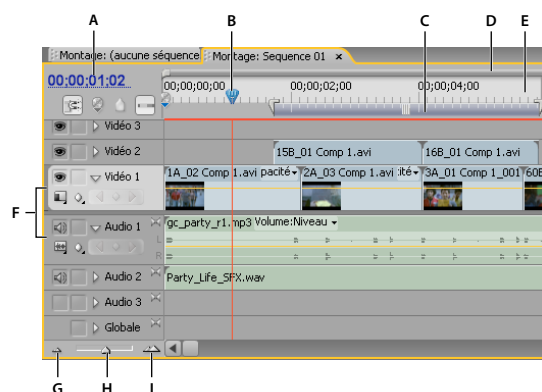 A B C D E
Montage: (aucune séquence Montage: Sequence 01 ×
00;00;01;02 00;00;00;00 00;00;02;00 00;00;04;00
Vidéo 3
Vidéo 2 15B_01 Comp 1.avi 16B_01 Comp 1.avi
Vidéo 1 1A_02 Comp 1.avi pacité 2A_03 Comp 1.avi ité 3A_01 Comp 1_001 60B
F
Audio 1 gc_party_r1.mp3 Volume:Niveau
L
R
Audio 2 Party_Life_SFX.wav
Audio 3
Globale
G H I